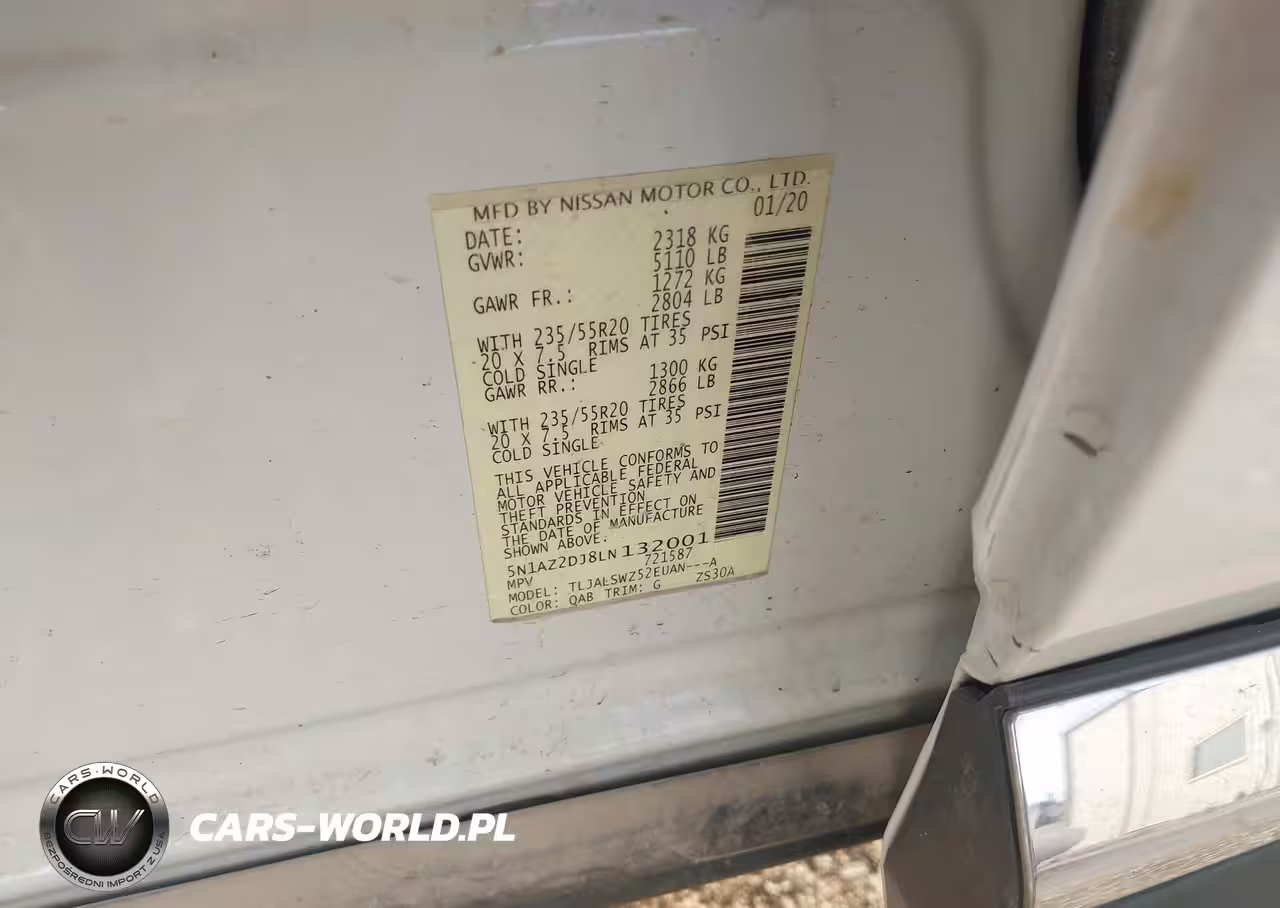 MFD BY NISSAN MOTOR CO., LTD.
01/20
DATE:
GVWR: 2318 KG
5110 LB
GAWR FR.: 1272 KG
2804 LB
WITH 235/55R20 TIRES
20 X 7.5 RIMS AT 35 PSI
COLD SINGLE
GAWR RR.: 1300 KG
2866 LB
WITH 235/55R20 TIRES
20 X 7.5 RIMS AT 35 PSI
COLD SINGLE
THIS VEHICLE CONFORMS TO
ALL APPLICABLE FEDERAL
MOTOR VEHICLE SAFETY AND
THEFT PREVENTION
STANDARDS IN EFFECT ON
THE DATE OF MANUFACTURE
SHOWN ABOVE.
5N1AZ2DJ8LN132001
MPV 721587
MODEL: TLJALSWZ52EUAN---A
COLOR: QAB TRIM: G ZS30A
CARS-WORLD
CW
BEZPOŚREDNI IMPORT Z USA
CARS-WORLD.PL